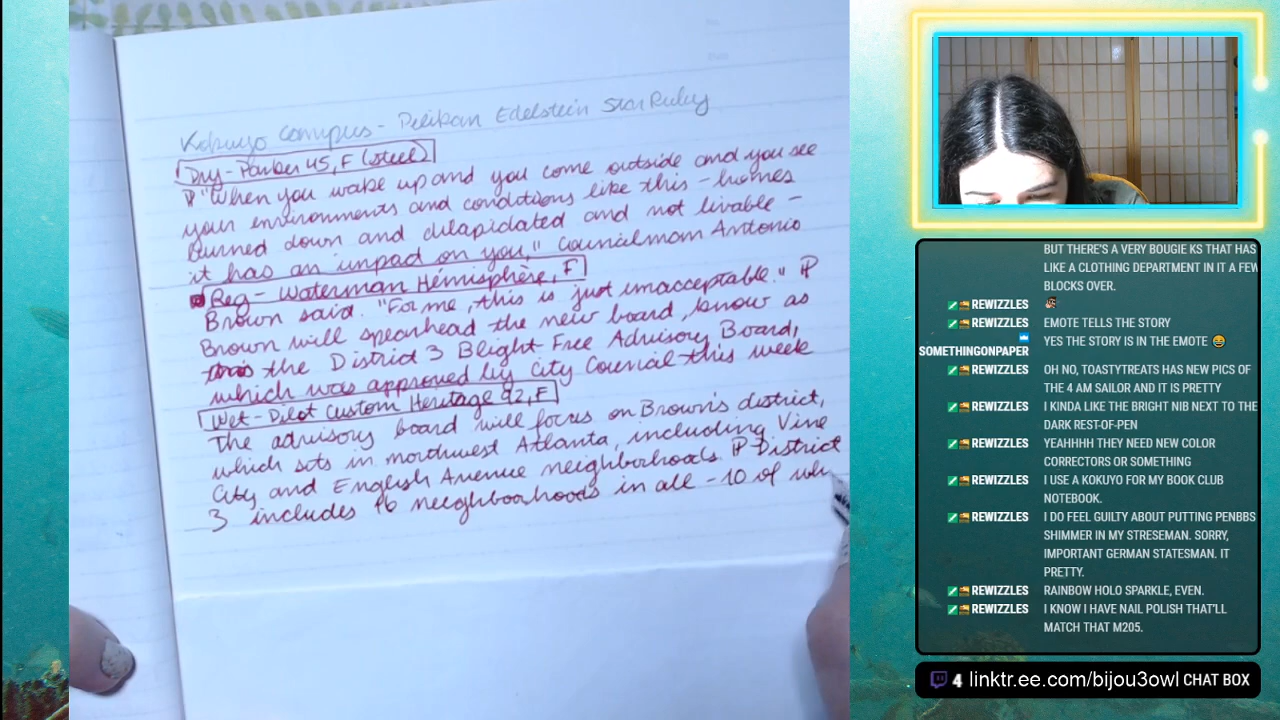 Kokuyo Campus - Pelikan Edelstein Star Ruby
Dry - Parker 45, F (steel)
"When you wake up and you come outside and you see
your environments and conditions like this - homes
burned down and dilapidated and not livable -
it has an impact on you," Councilmom Antonio
Reg - Waterman Hémisphère, F
Brown said. "For me, this is just unacceptable."
Brown will spearhead the new board, know as
the District 3 Blight Free Advisory Board,
which was approved by City Council this week
Wet - Pilot Custom Heritage 92, F
The advisory board will focus on Brown's district,
which sits in northwest Atlanta, including Vine
City and English Avenue neighborhoods District
3 includes 16 neighborhoods in all - 10 of wh
BUT THERE'S A VERY BOUGIE KS THAT HAS
LIKE A CLOTHING DEPARTMENT IN IT A FEW
BLOCKS OVER.
REWIZZLES
REWIZZLES EMOTE TELLS THE STORY
SOMETHINGONPAPER YES THE STORY IS IN THE EMOTE 😂
REWIZZLES OH NO, TOASTYTREATS HAS NEW PICS OF
THE 4 AM SAILOR AND IT IS PRETTY
REWIZZLES I KINDA LIKE THE BRIGHT NIB NEXT TO THE
DARK REST-OF-PEN
REWIZZLES YEAHHHH THEY NEED NEW COLOR
CORRECTORS OR SOMETHING
REWIZZLES I USE A KOKUYO FOR MY BOOK CLUB
NOTEBOOK.
REWIZZLES I DO FEEL GUILTY ABOUT PUTTING PENBBS
SHIMMER IN MY STRESEMAN. SORRY,
IMPORTANT GERMAN STATESMAN. IT
PRETTY.
REWIZZLES RAINBOW HOLO SPARKLE, EVEN.
REWIZZLES I KNOW I HAVE NAIL POLISH THAT'LL
MATCH THAT M205.
4 linktr.ee.com/bijou3owl CHAT BOX